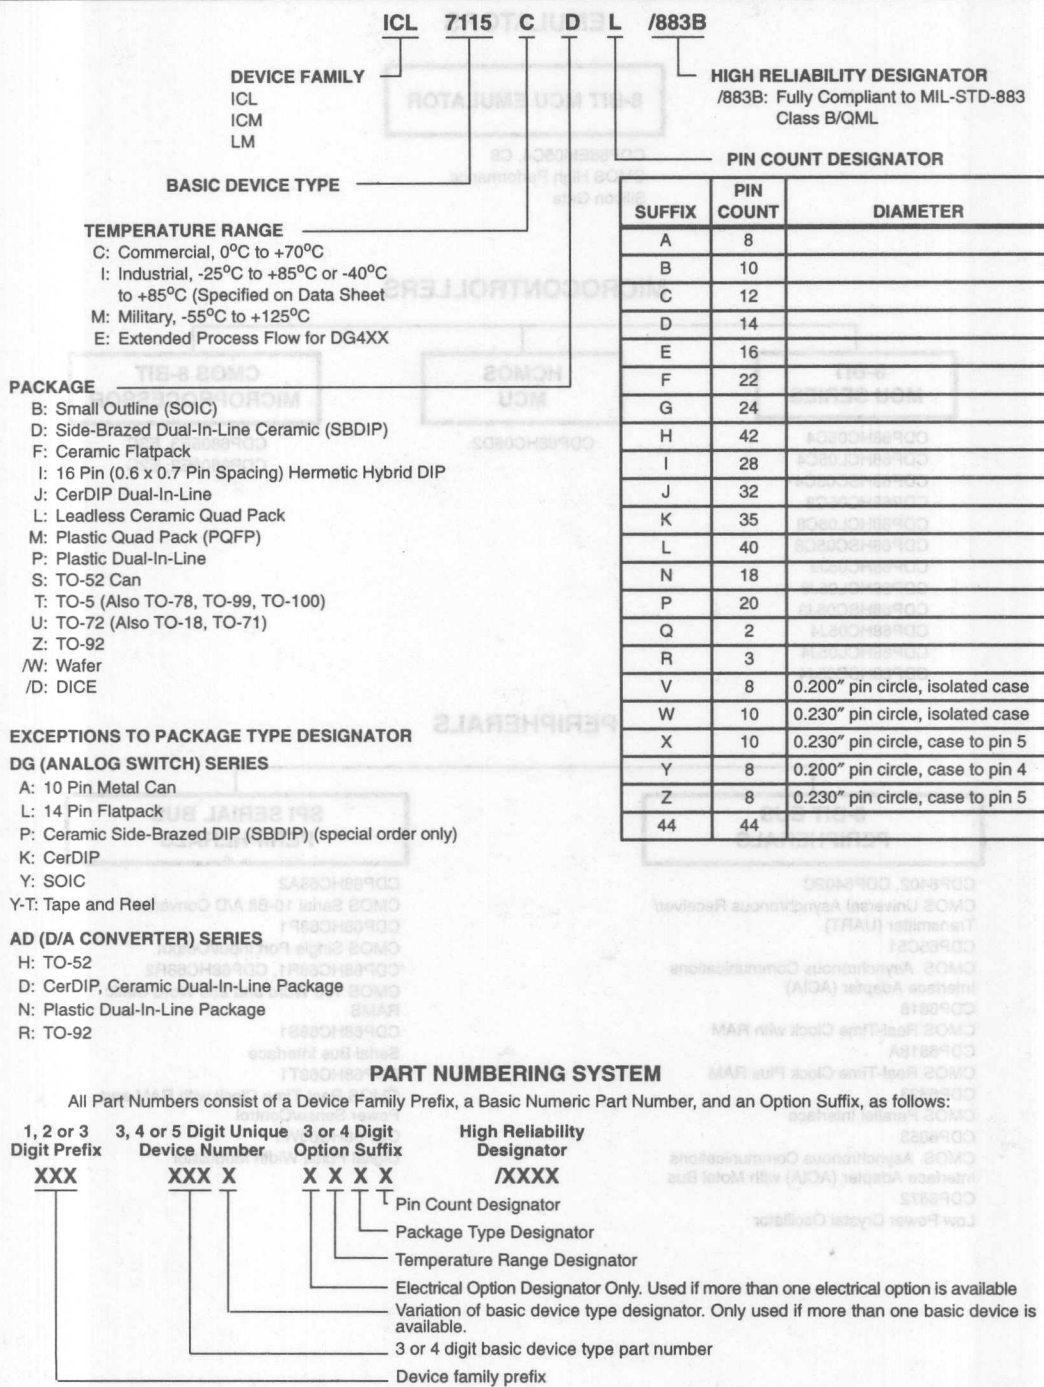 ICL 7115 C D L /883B
DEVICE FAMILY
ICL
ICM
LM
HIGH RELIABILITY DESIGNATOR
/883B: Fully Compliant to MIL-STD-883
Class B/QML
BASIC DEVICE TYPE
TEMPERATURE RANGE
C: Commercial, 0°C to +70°C
I: Industrial, -25°C to +85°C or -40°C
to +85°C (Specified on Data Sheet
M: Military, -55°C to +125°C
E: Extended Process Flow for DG4XX
PACKAGE
B: Small Outline (SOIC)
D: Side-Brazed Dual-In-Line Ceramic (SBDIP)
F: Ceramic Flatpack
I: 16 Pin (0.6 x 0.7 Pin Spacing) Hermetic Hybrid DIP
J: CerDIP Dual-In-Line
L: Leadless Ceramic Quad Pack
M: Plastic Quad Pack (PQFP)
P: Plastic Dual-In-Line
S: TO-52 Can
T: TO-5 (Also TO-78, TO-99, TO-100)
U: TO-72 (Also TO-18, TO-71)
Z: TO-92
/W: Wafer
/D: DICE
EXCEPTIONS TO PACKAGE TYPE DESIGNATOR
DG (ANALOG SWITCH) SERIES
A: 10 Pin Metal Can
L: 14 Pin Flatpack
P: Ceramic Side-Brazed DIP (SBDIP) (special order only)
K: CerDIP
Y: SOIC
Y-T: Tape and Reel
AD (D/A CONVERTER) SERIES
H: TO-52
D: CerDIP, Ceramic Dual-In-Line Package
N: Plastic Dual-In-Line Package
R: TO-92
PIN COUNT DESIGNATOR
SUFFIX PIN COUNT DIAMETER
A 8
B 10
C 12
D 14
E 16
F 22
G 24
H 42
I 28
J 32
K 35
L 40
N 18
P 20
Q 2
R 3
V 8 0.200″ pin circle, isolated case
W 10 0.230″ pin circle, isolated case
X 10 0.230″ pin circle, case to pin 5
Y 8 0.200″ pin circle, case to pin 4
Z 8 0.230″ pin circle, case to pin 5
44 44
PART NUMBERING SYSTEM
All Part Numbers consist of a Device Family Prefix, a Basic Numeric Part Number, and an Option Suffix, as follows:
1, 2 or 3 Digit Prefix
3, 4 or 5 Digit Unique Device Number
3 or 4 Digit Option Suffix
High Reliability Designator
XXX XXX X X X X X /XXXX
Pin Count Designator
Package Type Designator
Temperature Range Designator
Electrical Option Designator Only. Used if more than one electrical option is available
Variation of basic device type designator. Only used if more than one basic device is
available.
3 or 4 digit basic device type part number
Device family prefix